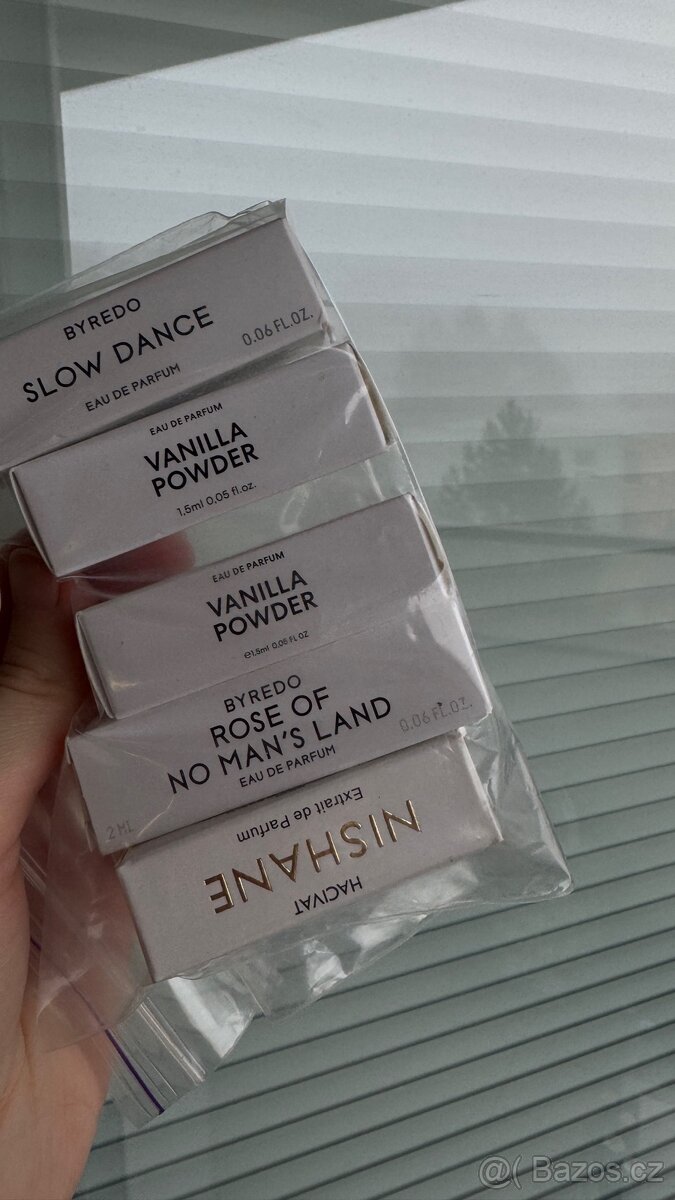 BYREDO
SLOW DANCE
0.06 FL.OZ.
EAU DE PARFUM
EAU DE PARFUM
VANILLA
POWDER
1,5ml 0.05 fl.oz.
EAU DE PARFUM
VANILLA
POWDER
e1.5ml 0.05 FL OZ
BYREDO
ROSE OF
NO MAN'S LAND
0.06 FL.OZ.
EAU DE PARFUM
2 ML
HACIVAT
NISHANE
Extrait de Parfum
@( Bazos.cz